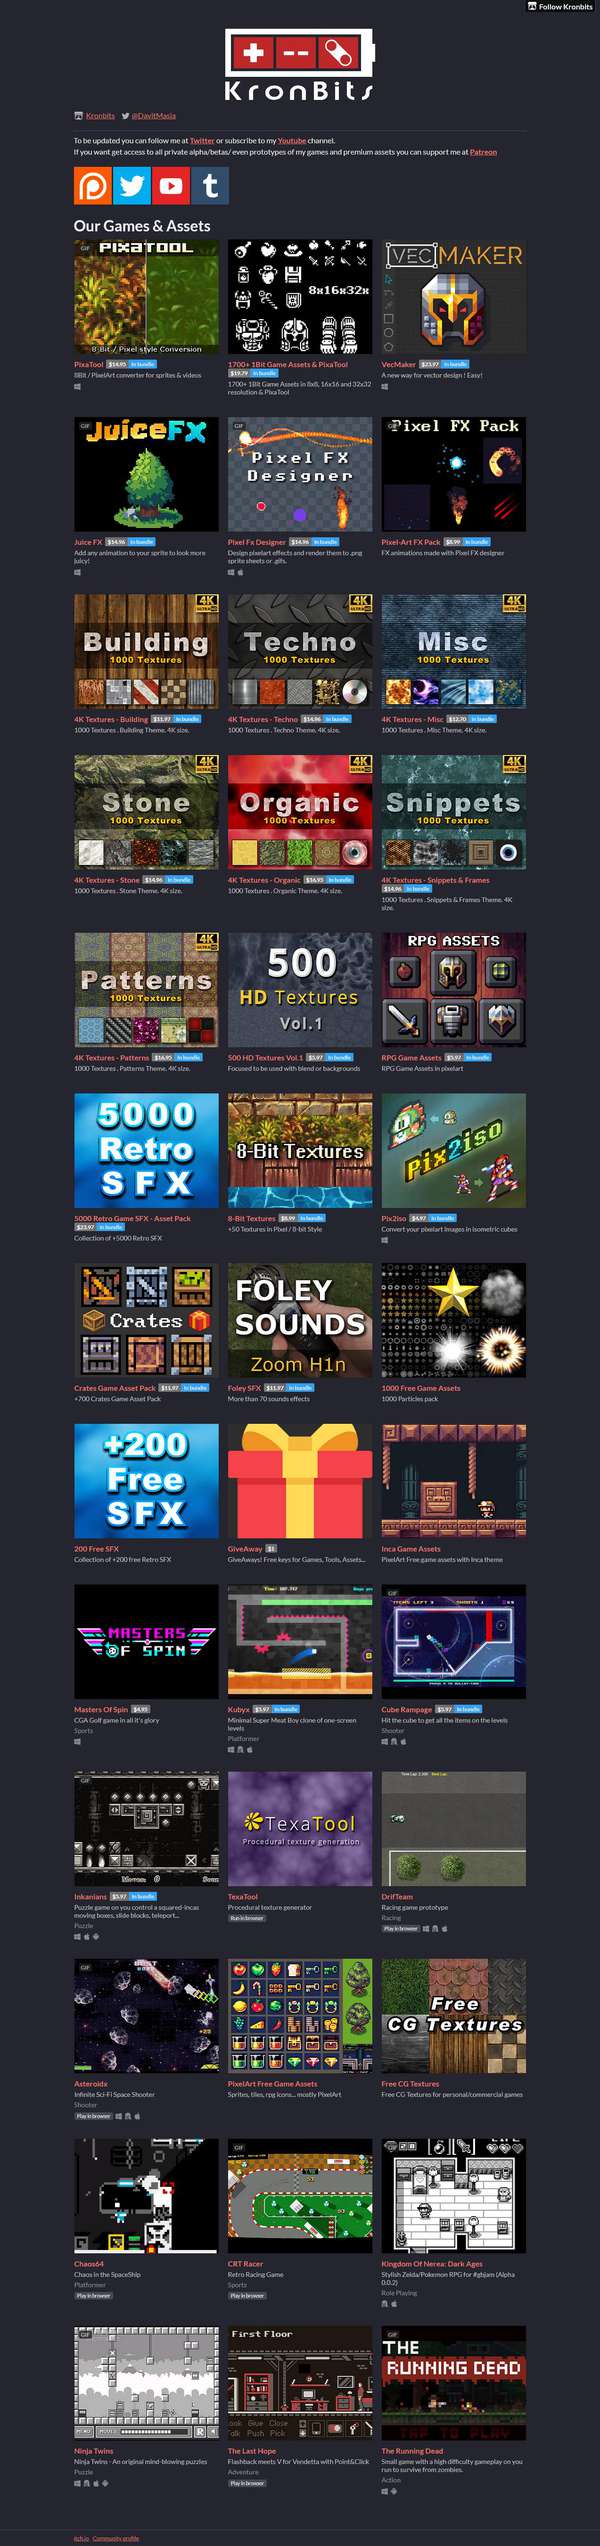 Follow Kronbits
KronBits
Kronbits @DavitMasia
To be updated you can follow me at Twitter or subscribe to my Youtube channel.
If you want get access to all private alpha/betas/ even prototypes of my games and premium assets you can support me at Patreon
Our Games & Assets
GIF
PIXATOOL
8-Bit / Pixel style Conversion
8x16x32x
VEC MAKER
PixaTool $14.95 In bundle
8Bit / PixelArt converter for sprites & videos
1700+ 1Bit Game Assets & PixaTool
$19.79 In bundle
1700+ 1Bit Game Assets in 8x8, 16x16 and 32x32
resolution & PixaTool
VecMaker $23.97 In bundle
A new way for vector design ! Easy!
GIF
JuiceFX
GIF
Pixel FX
Designer
Pixel FX Pack
Juice FX $14.96 In bundle
Add any animation to your sprite to look more
juicy!
Pixel Fx Designer $14.96 In bundle
Design pixelart effects and render them to .png
sprite sheets or .gifs.
Pixel-Art FX Pack $8.99 In bundle
FX animations made with Pixel FX designer
4K
ULTRA HD
Building
1000 Textures
4K
ULTRA HD
Techno
1000 Textures
4K
ULTRA HD
Misc
1000 Textures
4K Textures - Building $11.97 In bundle
1000 Textures . Building Theme. 4K size.
4K Textures - Techno $14.96 In bundle
1000 Textures . Techno Theme. 4K size.
4K Textures - Misc $12.70 In bundle
1000 Textures . Misc Theme. 4K size.
4K
ULTRA HD
Stone
1000 Textures
4K
ULTRA HD
Organic
1000 Textures
4K
ULTRA HD
Snippets
1000 Textures
4K Textures - Stone $14.96 In bundle
1000 Textures . Stone Theme. 4K size.
4K Textures - Organic $16.95 In bundle
1000 Textures . Organic Theme. 4K size.
4K Textures - Snippets & Frames
$14.96 In bundle
1000 Textures . Snippets & Frames Theme. 4K
size.
4K
ULTRA HD
Patterns
1000 Textures
500
HD Textures
Vol.1
RPG ASSETS
4K Textures - Patterns $16.95 In bundle
1000 Textures . Patterns Theme. 4K size.
500 HD Textures Vol.1 $5.97 In bundle
Focused to be used with blend or backgrounds
RPG Game Assets $5.97 In bundle
RPG Game Assets in pixelart
5000
Retro
SFX
8-Bit Textures
Pix2iso
5000 Retro Game SFX - Asset Pack
$23.97 In bundle
Collection of +5000 Retro SFX
8-Bit Textures $8.99 In bundle
+50 Textures in Pixel / 8-bit Style
Pix2iso $4.97 In bundle
Convert your pixelart Images in isometric cubes
Crates
FOLEY
SOUNDS
Zoom H1n
Crates Game Asset Pack $11.97 In bundle
+700 Crates Game Asset Pack
Foley SFX $11.97 In bundle
More than 70 sounds effects
1000 Free Game Assets
1000 Particles pack
+200
Free
SFX
200 Free SFX
Collection of +200 free Retro SFX
GiveAway $1
GiveAways! Free keys for Games, Tools, Assets...
Inca Game Assets
PixelArt Free game assets with Inca theme
MASTERS
OF SPIN
GIF
Masters Of Spin $4.95
CGA Golf game in all it's glory
Sports
Kubyx $3.97 In bundle
Minimal Super Meat Boy clone of one-screen
levels
Platformer
Cube Rampage $5.97 In bundle
Hit the cube to get all the items on the levels
Shooter
GIF
TexaTool
Procedural texture generation
Inkanians $5.97 In bundle
Puzzle game on you control a squared-incas
moving boxes, slide blocks, teleport...
Puzzle
TexaTool
Procedural texture generator
Run in browser
DrifTeam
Racing game prototype
Racing
Play in browser
GIF
Free
CG Textures
Asteroidx
Infinite Sci-Fi Space Shooter
Shooter
Play in browser
PixelArt Free Game Assets
Sprites, tiles, rpg icons... mostly PixelArt
Free CG Textures
Free CG Textures for personal/commercial games
GIF
Chaos64
Chaos in the SpaceShip
Platformer
Play in browser
CRT Racer
Retro Racing Game
Sports
Play in browser
Kingdom Of Nerea: Dark Ages
Stylish Zelda/Pokemon RPG for #gbjam (Alpha
0.0.2)
Role Playing
GIF
First Floor
Look Give Close
Talk Push Pick
GIF
THE
RUNNING DEAD
Ninja Twins
Ninja Twins - An original mind-blowing puzzles
Puzzle
The Last Hope
Flashback meets V for Vendetta with Point&Click
Adventure
Play in browser
The Running Dead
Small game with a high difficulty gameplay on you
run to survive from zombies.
Action
itch.io Community profile